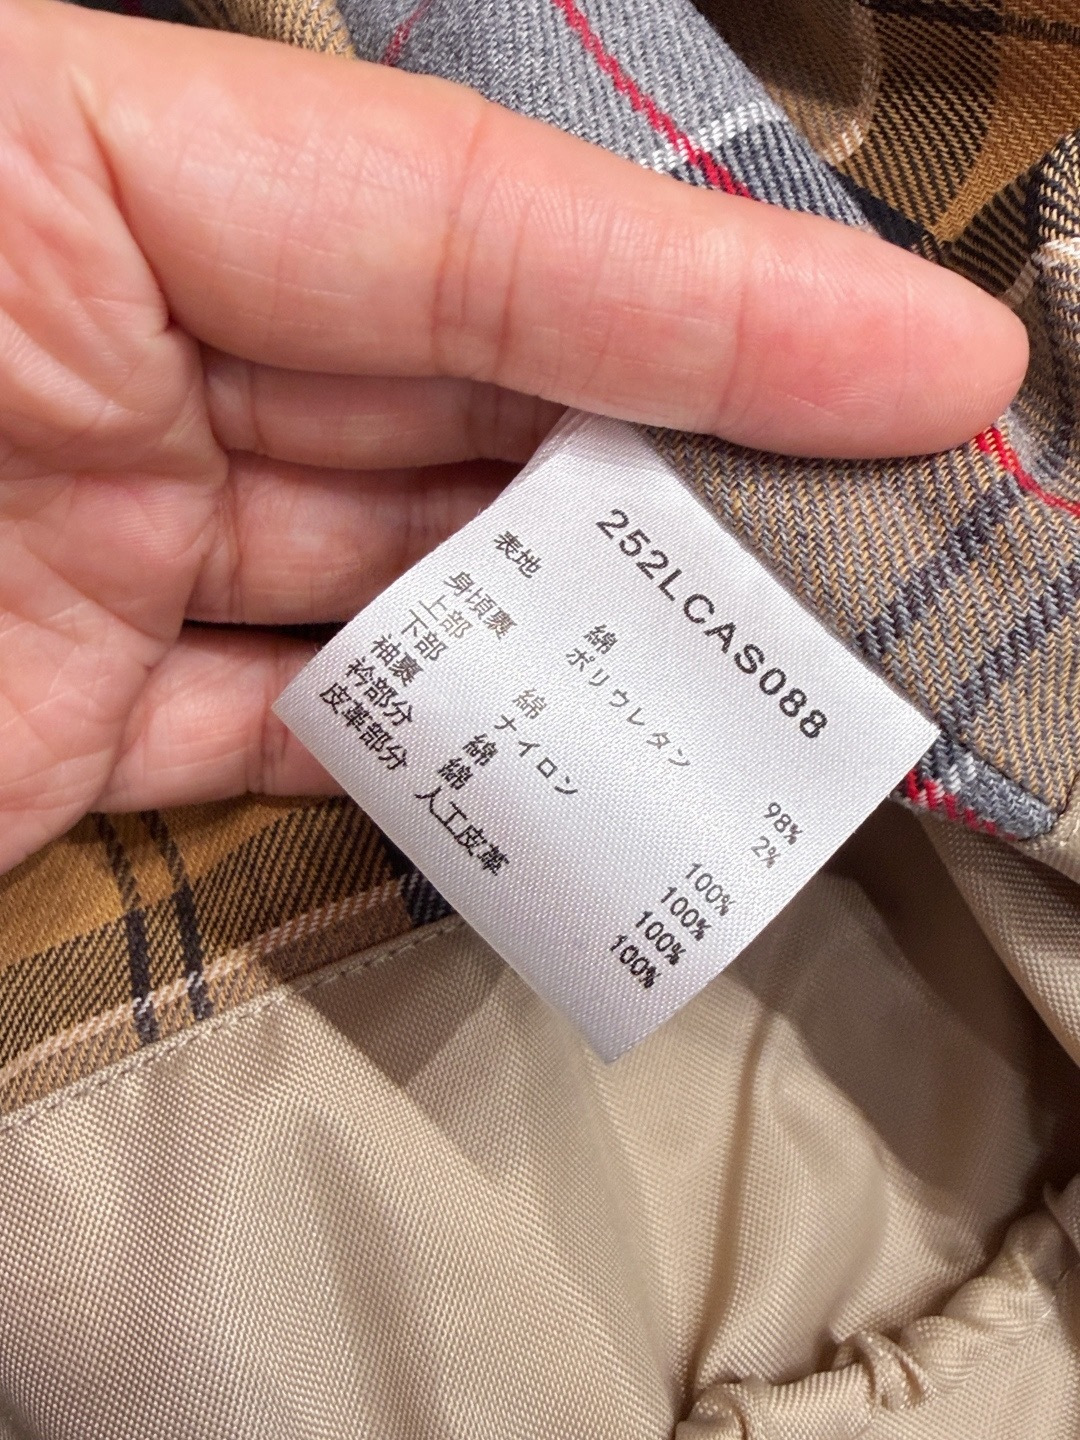 252LCAS088
表地
綿 98%
ポリウレタン 2%
身頃裏
上部 綿 100%
下部 ナイロン 100%
袖裏 綿 100%
衿部分 綿 100%
皮革部分 人工皮革